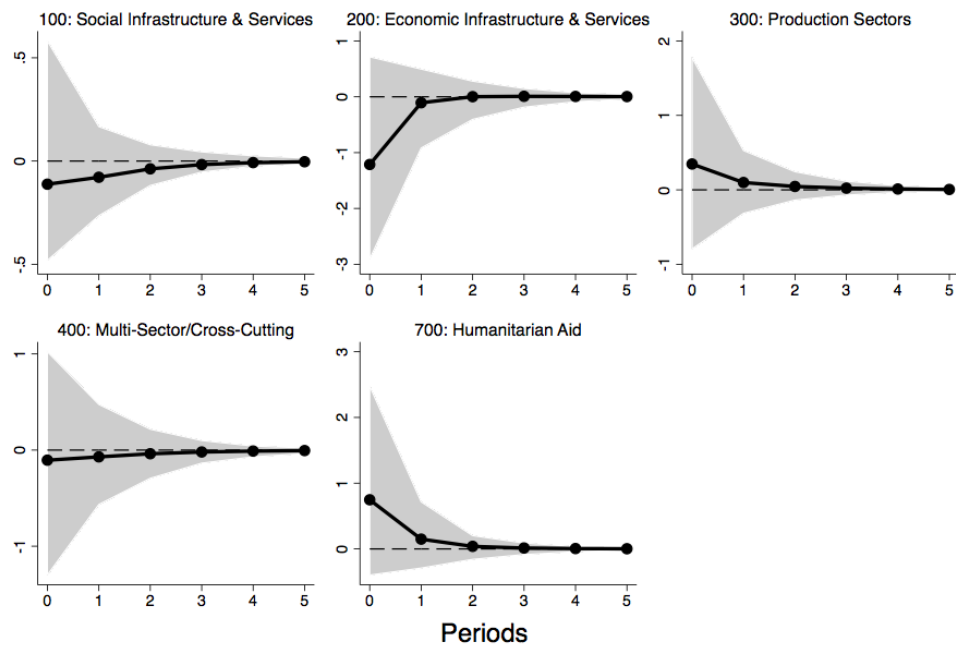 100: Social Infrastructure & Services
.5
0
-.5
0 1 2 3 4 5
200: Economic Infrastructure & Services
1
0
-1
-2
-3
0 1 2 3 4 5
300: Production Sectors
2
1
0
-1
0 1 2 3 4 5
400: Multi-Sector/Cross-Cutting
1
0
-1
0 1 2 3 4 5
700: Humanitarian Aid
3
2
1
0
0 1 2 3 4 5
Periods